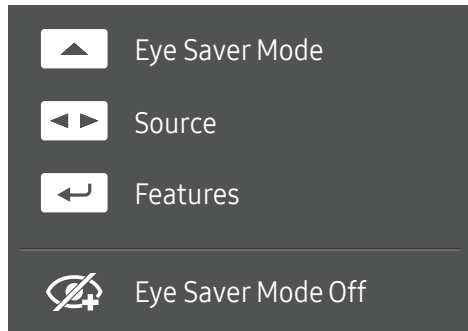 Eye Saver Mode
Source
Features
Eye Saver Mode Off